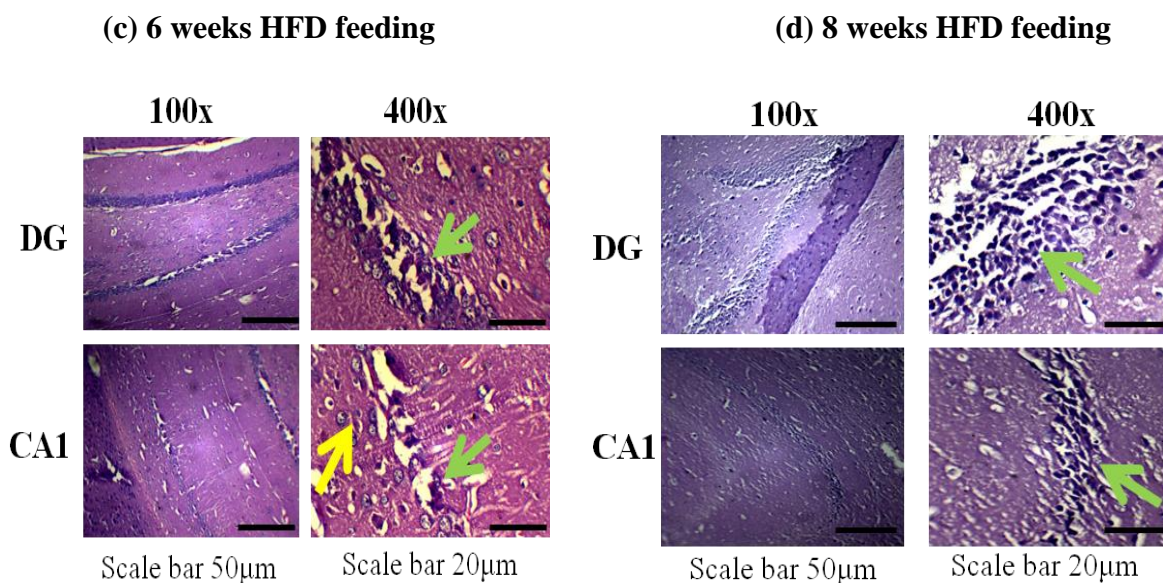 (c) 6 weeks HFD feeding
(d) 8 weeks HFD feeding
100x 400x
100x 400x
DG
DG
CA1
CA1
Scale bar 50µm Scale bar 20µm
Scale bar 50µm Scale bar 20µm